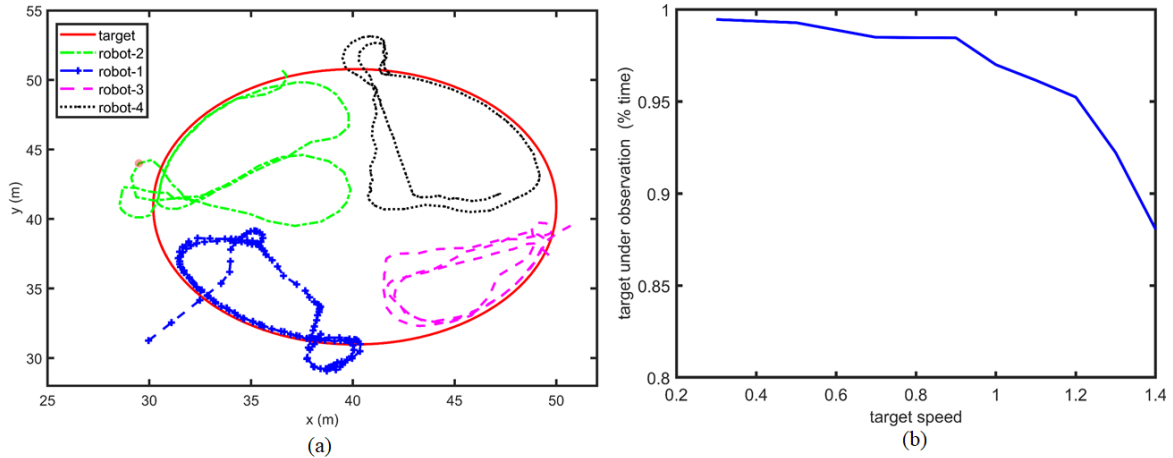 55
50
45
40
35
30
y (m)
25 30 35 40 45 50
x (m)
target
robot-2
robot-1
robot-3
robot-4
(a)
1
0.95
0.9
0.85
0.8
target under observation (% time)
0.2 0.4 0.6 0.8 1 1.2 1.4
target speed
(b)